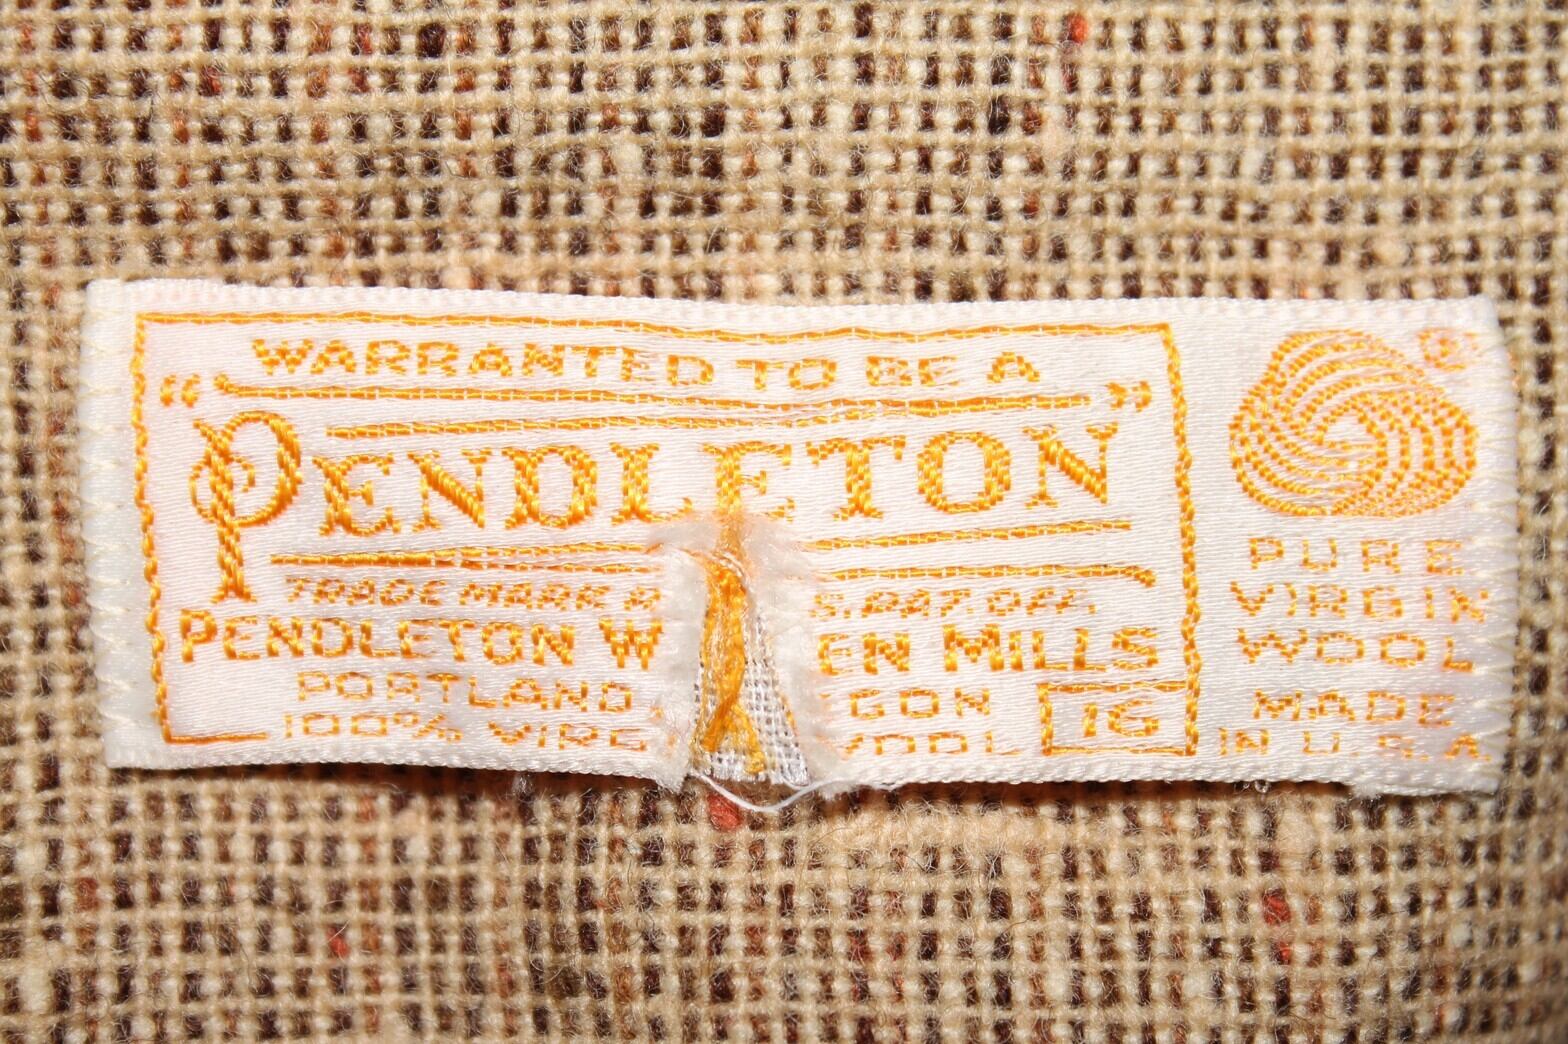 WARRANTED TO BE A
“PENDLETON”
TRADE MARK R S. PAT. OFF.
PENDLETON W EN MILLS
PORTLAND GON
100% VIRG OOL
16
PURE
VIRGIN
WOOL
MADE
IN U.S.A